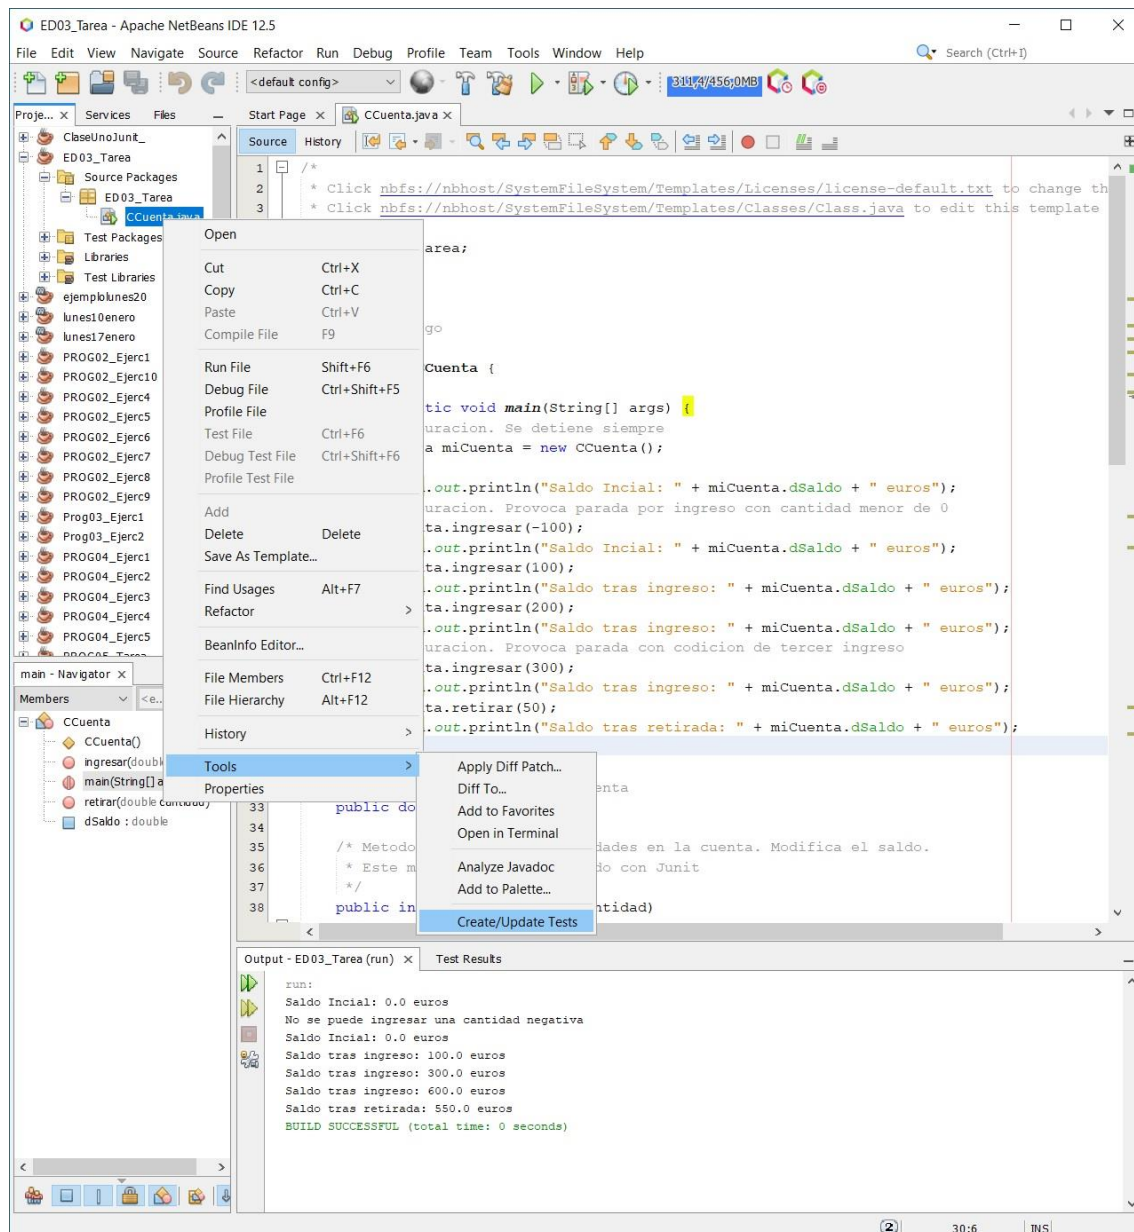 ED03_Tarea - Apache NetBeans IDE 12.5
File Edit View Navigate Source Refactor Run Debug Profile Team Tools Window Help Search (Ctrl+I)
<default config> 311,4/456,0MB
Proje... Services Files
Start Page CCuenta.java
ClaseUnoJunit_
ED03_Tarea
Source Packages
ED03_Tarea
CCuenta.java
Test Packages
Libraries
Test Libraries
ejemplolunes20
lunes10enero
lunes17enero
PROG02_Ejerc1
PROG02_Ejerc10
PROG02_Ejerc4
PROG02_Ejerc5
PROG02_Ejerc6
PROG02_Ejerc7
PROG02_Ejerc8
PROG02_Ejerc9
Prog03_Ejerc1
Prog03_Ejerc2
PROG04_Ejerc1
PROG04_Ejerc2
PROG04_Ejerc3
PROG04_Ejerc4
PROG04_Ejerc5
Source History
1 /*
2 * Click nbfs://nbhost/SystemFileSystem/Templates/Licenses/license-default.txt to change th
3 * Click nbfs://nbhost/SystemFileSystem/Templates/Classes/Class.java to edit this template
area;
go
Cuenta {
tic void main(String[] args) {
uracion. Se detiene siempre
a miCuenta = new CCuenta();
.out.println("Saldo Incial: " + miCuenta.dSaldo + " euros");
uracion. Provoca parada por ingreso con cantidad menor de 0
ta.ingresar(-100);
.out.println("Saldo Incial: " + miCuenta.dSaldo + " euros");
ta.ingresar(100);
.out.println("Saldo tras ingreso: " + miCuenta.dSaldo + " euros");
ta.ingresar(200);
.out.println("Saldo tras ingreso: " + miCuenta.dSaldo + " euros");
uracion. Provoca parada con codicion de tercer ingreso
ta.ingresar(300);
.out.println("Saldo tras ingreso: " + miCuenta.dSaldo + " euros");
ta.retirar(50);
.out.println("Saldo tras retirada: " + miCuenta.dSaldo + " euros");
enta
33 public do
34
35 /* Metodo dades en la cuenta. Modifica el saldo.
36 * Este m do con Junit
37 */
38 public in ntidad)
Open
Cut Ctrl+X
Copy Ctrl+C
Paste Ctrl+V
Compile File F9
Run File Shift+F6
Debug File Ctrl+Shift+F5
Profile File
Test File Ctrl+F6
Debug Test File Ctrl+Shift+F6
Profile Test File
Add
Delete Delete
Save As Template...
Find Usages Alt+F7
Refactor >
BeanInfo Editor...
File Members Ctrl+F12
File Hierarchy Alt+F12
History >
Tools >
Properties
Apply Diff Patch...
Diff To...
Add to Favorites
Open in Terminal
Analyze Javadoc
Add to Palette...
Create/Update Tests
main - Navigator
Members <e..
CCuenta
CCuenta()
ingresar(doubl
main(String[] a
retirar(double cantidad)
dSaldo : double
Output - ED03_Tarea (run) Test Results
run:
Saldo Incial: 0.0 euros
No se puede ingresar una cantidad negativa
Saldo Incial: 0.0 euros
Saldo tras ingreso: 100.0 euros
Saldo tras ingreso: 300.0 euros
Saldo tras ingreso: 600.0 euros
Saldo tras retirada: 550.0 euros
BUILD SUCCESSFUL (total time: 0 seconds)
2 30:6 INS